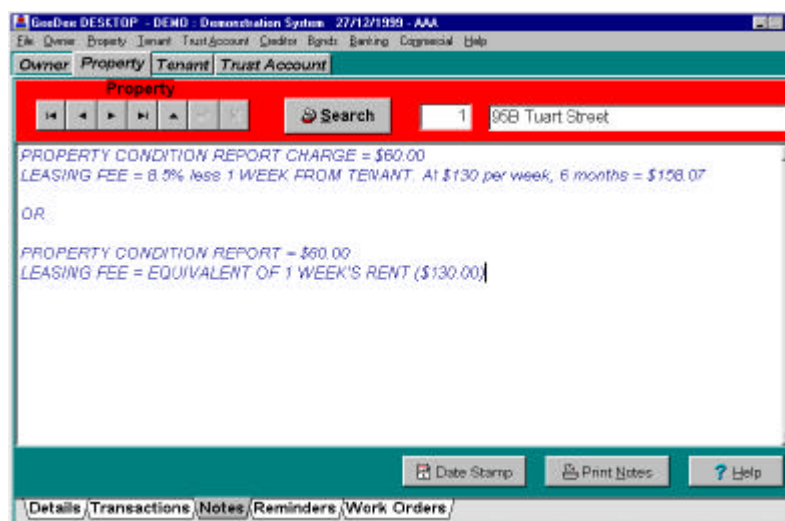 GeeDee DESKTOP - DEMO : Demonstration System 27/12/1999 - AAA
File Owner Property Tenant TrustAccount Creditor Bonds Banking Commercial Help
Owner Property Tenant Trust Account
Property
Search 1 95B Tuart Street
PROPERTY CONDITION REPORT CHARGE = $60.00
LEASING FEE = 8.5% less 1 WEEK FROM TENANT. At $130 per week, 6 months = $158.07
OR
PROPERTY CONDITION REPORT = $60.00
LEASING FEE = EQUIVALENT OF 1 WEEK'S RENT ($130.00)
Date Stamp Print Notes ? Help
Details Transactions Notes Reminders Work Orders